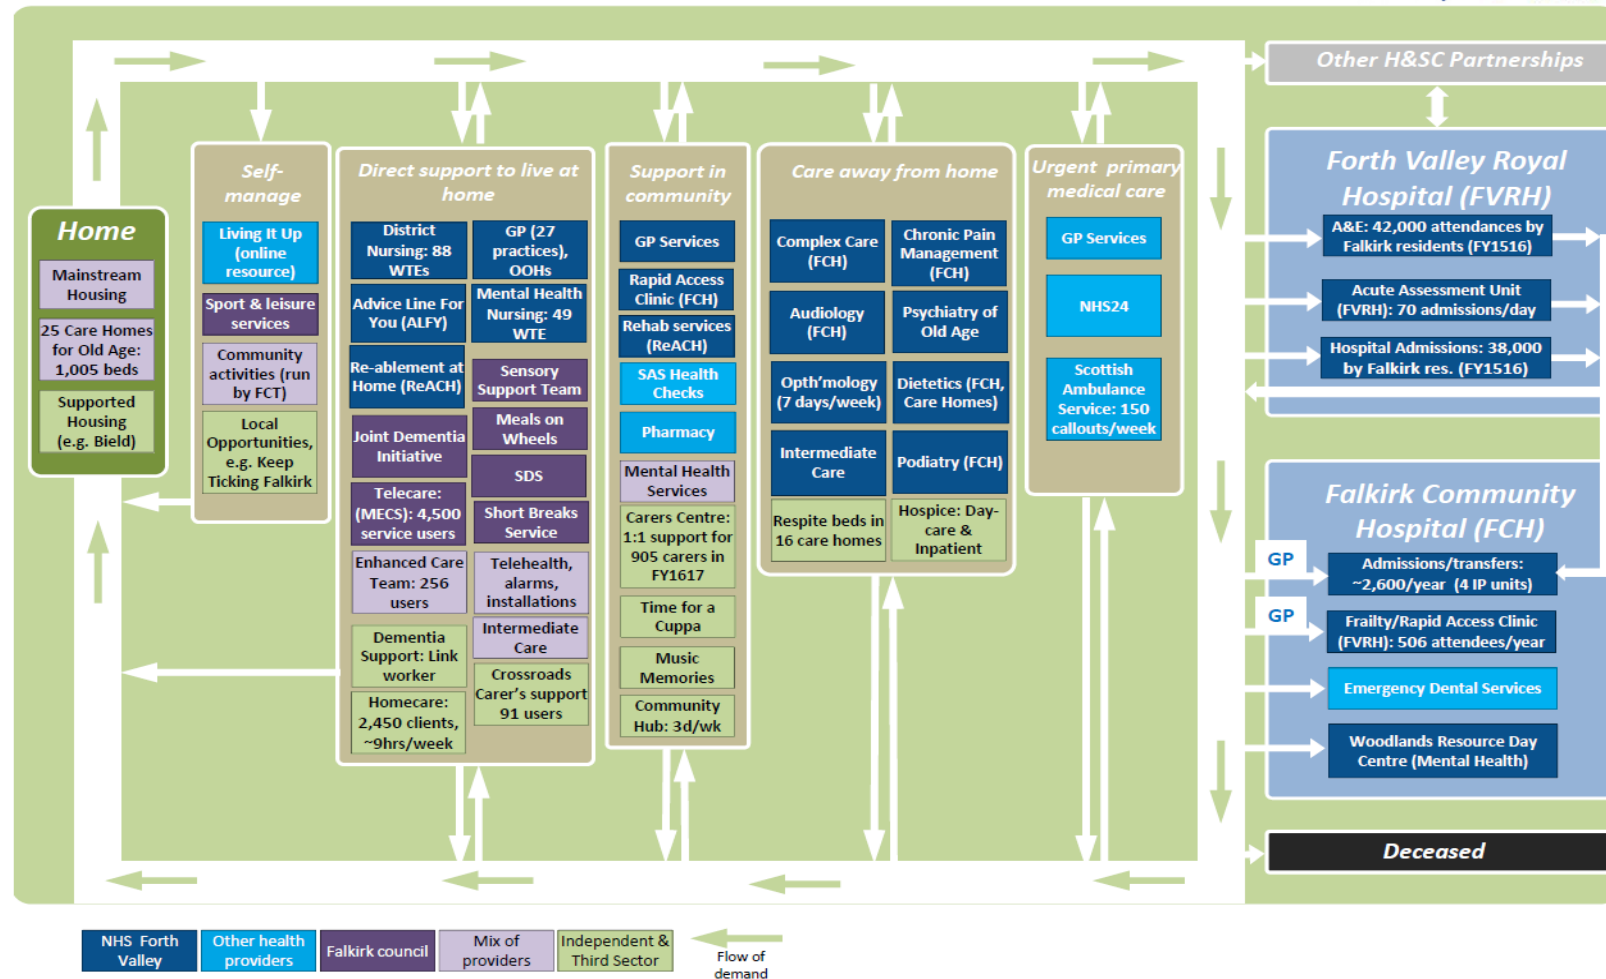 Other H&SC Partnerships
Home
Mainstream
Housing
25 Care Homes
for Old Age:
1,005 beds
Supported
Housing
(e.g. Bield)
Self-
manage
Living It Up
(online
resource)
Sport & leisure
services
Community
activities (run
by FCT)
Local
Opportunities,
e.g. Keep
Ticking Falkirk
Direct support to live at
home
District
Nursing: 88
WTEs
GP (27
practices),
OOHs
Advice Line For
You (ALFY)
Mental Health
Nursing: 49
WTE
Re-ablement at
Home (ReACH)
Sensory
Support Team
Joint Dementia
Initiative
Meals on
Wheels
SDS
Telecare:
(MECS): 4,500
service users
Short Breaks
Service
Enhanced Care
Team: 256
users
Telehealth,
alarms,
installations
Dementia
Support: Link
worker
Intermediate
Care
Homecare:
2,450 clients,
~9hrs/week
Crossroads
Carer's support
91 users
Support in
community
GP Services
Rapid Access
Clinic (FCH)
Rehab services
(ReACH)
SAS Health
Checks
Pharmacy
Mental Health
Services
Carers Centre:
1:1 support for
905 carers in
FY1617
Time for a
Cuppa
Music
Memories
Community
Hub: 3d/wk
Care away from home
Complex Care
(FCH)
Chronic Pain
Management
(FCH)
Audiology
(FCH)
Psychiatry of
Old Age
Opth'mology
(7 days/week)
Dietetics (FCH,
Care Homes)
Intermediate
Care
Podiatry (FCH)
Respite beds in
16 care homes
Hospice: Day-
care &
Inpatient
Urgent primary
medical care
GP Services
NHS24
Scottish
Ambulance
Service: 150
callouts/week
Forth Valley Royal
Hospital (FVRH)
A&E: 42,000 attendances by
Falkirk residents (FY1516)
Acute Assessment Unit
(FVRH): 70 admissions/day
Hospital Admissions: 38,000
by Falkirk res. (FY1516)
Falkirk Community
Hospital (FCH)
GP
Admissions/transfers:
~2,600/year (4 IP units)
GP
Frailty/Rapid Access Clinic
(FVRH): 506 attendees/year
Emergency Dental Services
Woodlands Resource Day
Centre (Mental Health)
Deceased
NHS Forth
Valley
Other health
providers
Falkirk council
Mix of
providers
Independent &
Third Sector
Flow of
demand